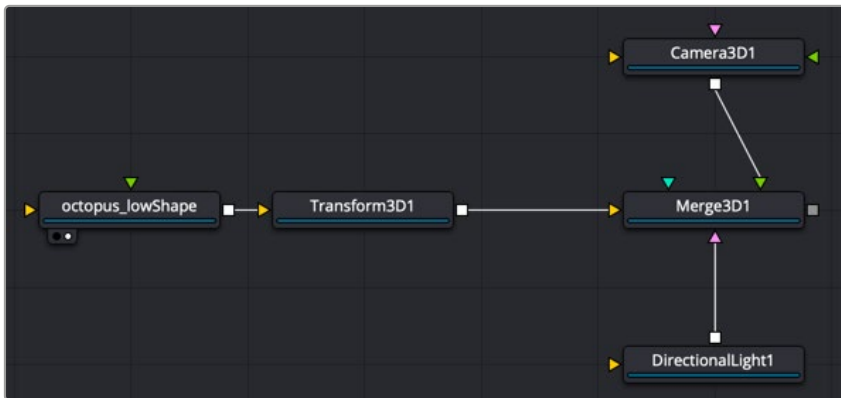 Camera3D1
octopus_lowShape
Transform3D1
Merge3D1
DirectionalLight1